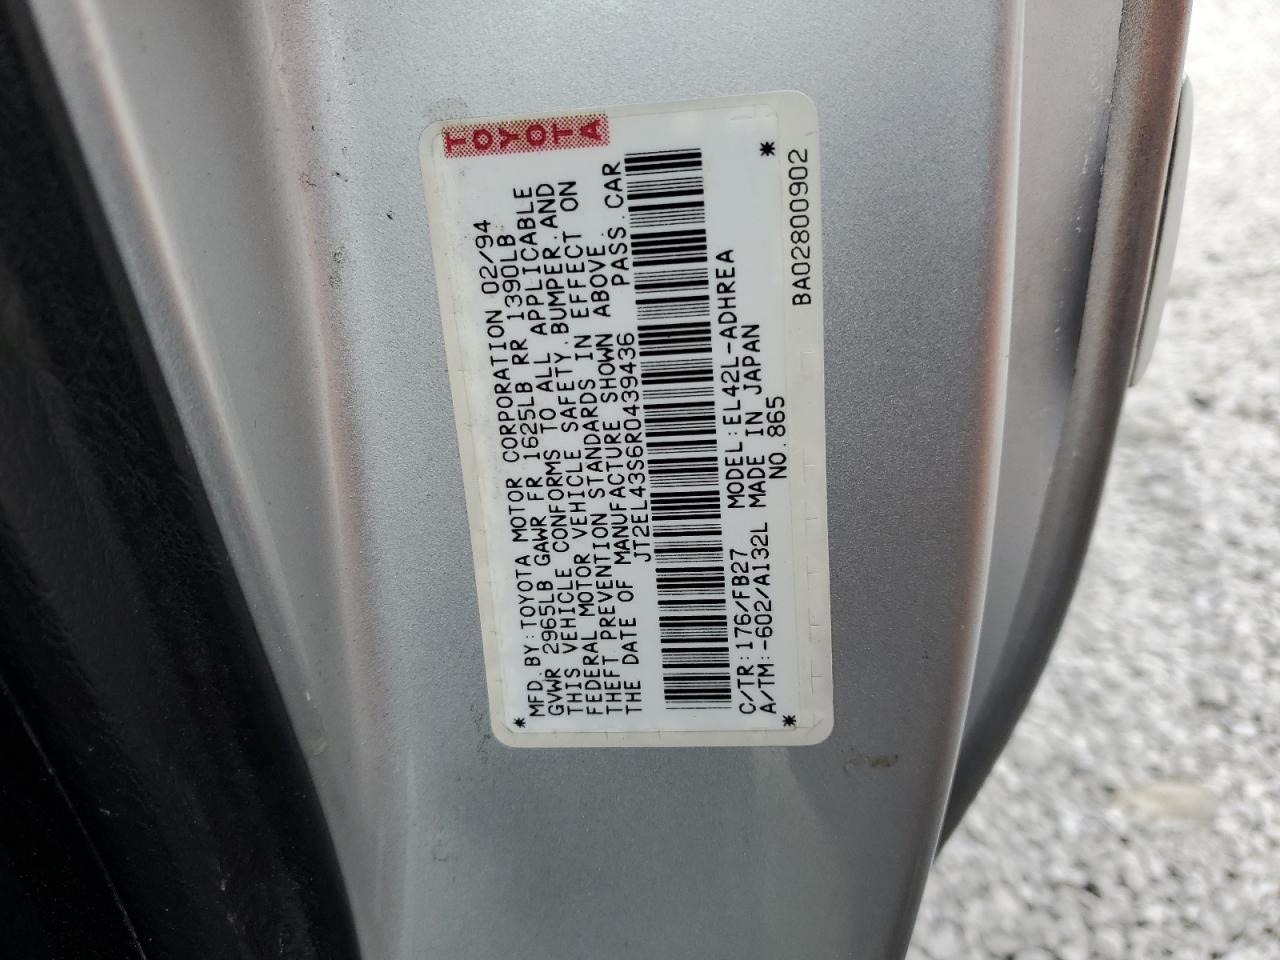 TOYOTA
* MFD.BY:TOYOTA MOTOR CORPORATION 02/94
GVWR 2965LB GAWR FR 1625LB RR 1390LB
THIS VEHICLE CONFORMS TO ALL APPLICABLE
FEDERAL MOTOR VEHICLE SAFETY.BUMPER.AND
THEFT PREVENTION STANDARDS IN EFFECT ON
THE DATE OF MANUFACTURE SHOWN ABOVE.
JT2EL43S6R0439436 PASS.CAR
C/TR:176/FB27 MODEL:EL42L-ADHREA
A/TM:-602/A132L MADE IN JAPAN *
* NO.865
BA02800902